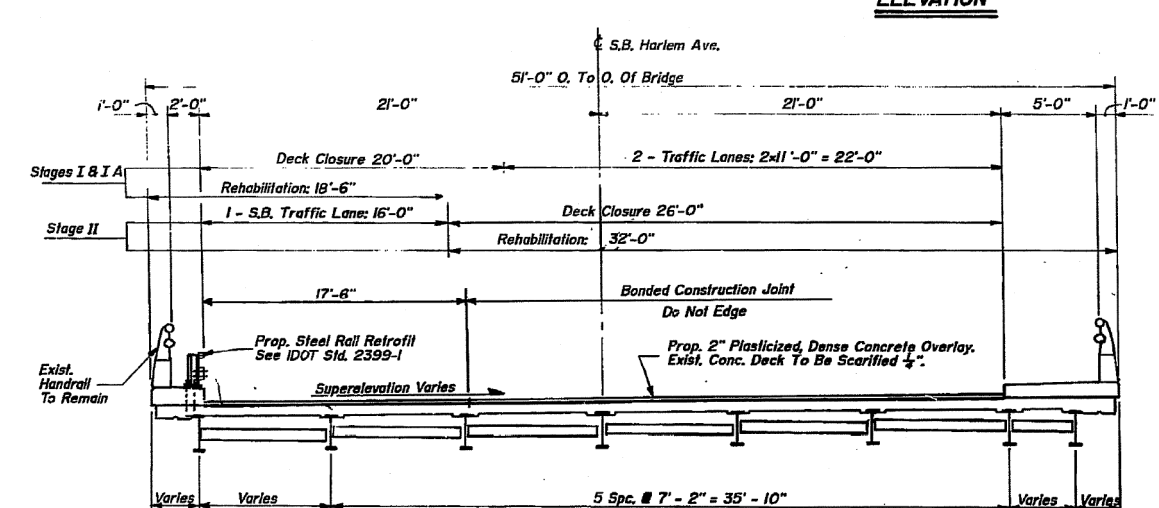 ELEVATION
℄ S.B. Harlem Ave.
51'-0" O. To O. Of Bridge
1'-0" 2'-0" 21'-0" 21'-0" 5'-0" 1'-0"
Deck Closure 20'-0" 2 - Traffic Lanes: 2×11'-0" = 22'-0"
Stages I & I A
Rehabilitation: 18'-6"
1 - S.B. Traffic Lane: 16'-0" Deck Closure 26'-0"
Stage II
Rehabilitation: 32'-0"
17'-6" Bonded Construction Joint
Do Not Edge
Prop. Steel Rail Retrofit
See IDOT Std. 2399-1
Prop. 2" Plasticized, Dense Concrete Overlay.
Exist. Conc. Deck To Be Scarified 1/4".
Exist.
Handrail
To Remain
Superelevation Varies
Varies Varies 5 Spc. @ 7'-2" = 35'-10" Varies Varies